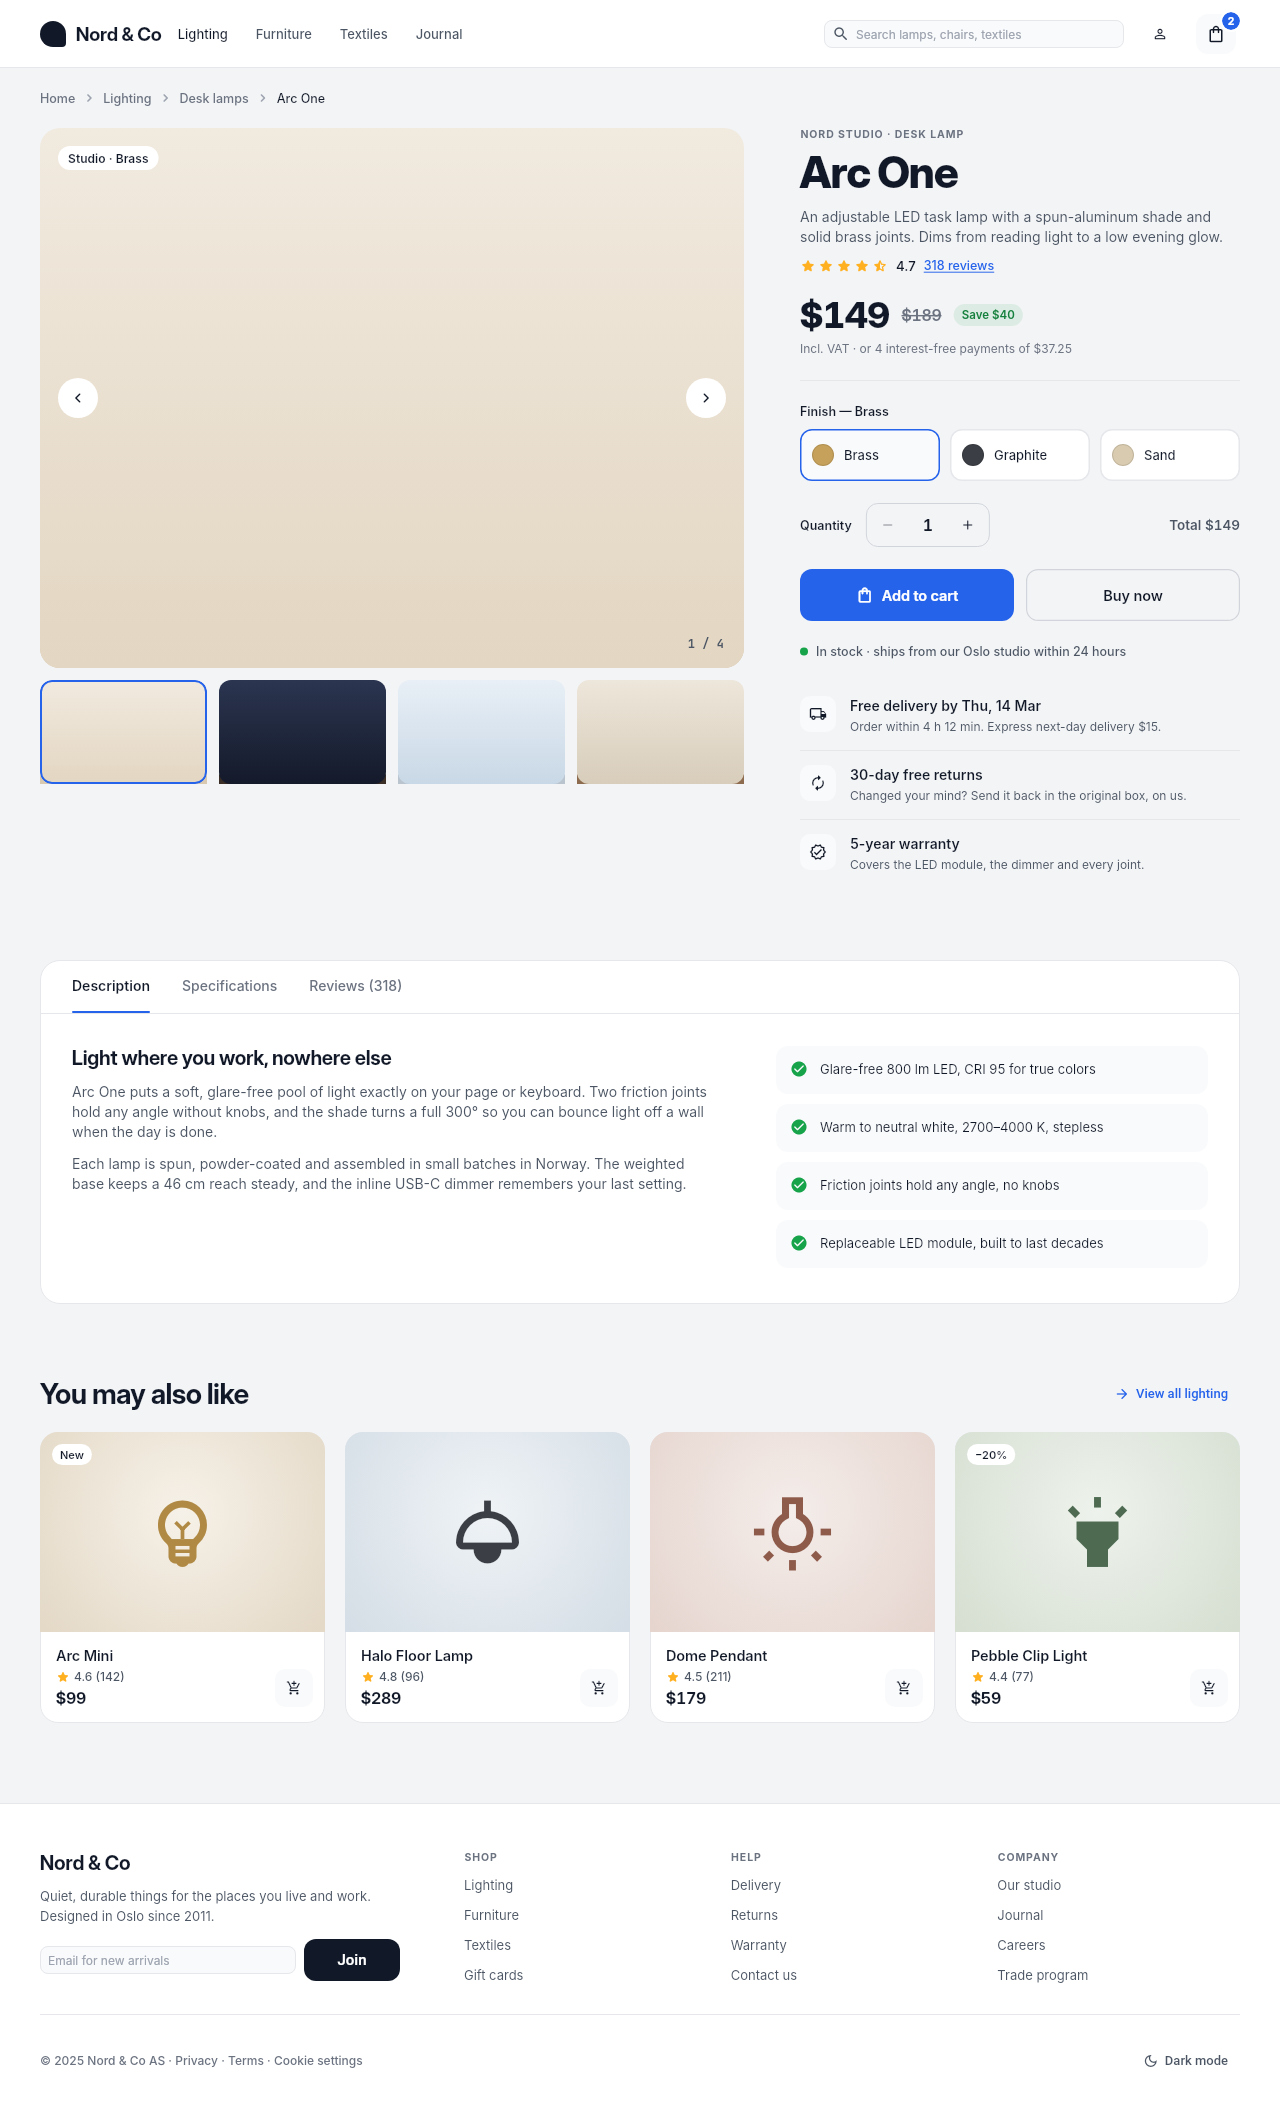 Nord & Co
Lighting
Furniture
Textiles
Journal
Search lamps, chairs, textiles
2
Home
Lighting
Desk lamps
Arc One
Studio · Brass
1 / 4
NORD STUDIO · DESK LAMP
Arc One
An adjustable LED task lamp with a spun-aluminum shade and
solid brass joints. Dims from reading light to a low evening glow.
4.7 318 reviews
$149 $189 Save $40
Incl. VAT · or 4 interest-free payments of $37.25
Finish — Brass
Brass
Graphite
Sand
Quantity
1
Total $149
Add to cart
Buy now
In stock · ships from our Oslo studio within 24 hours
Free delivery by Thu, 14 Mar
Order within 4 h 12 min. Express next-day delivery $15.
30-day free returns
Changed your mind? Send it back in the original box, on us.
5-year warranty
Covers the LED module, the dimmer and every joint.
Description
Specifications
Reviews (318)
Light where you work, nowhere else
Arc One puts a soft, glare-free pool of light exactly on your page or keyboard. Two friction joints
hold any angle without knobs, and the shade turns a full 300° so you can bounce light off a wall
when the day is done.
Each lamp is spun, powder-coated and assembled in small batches in Norway. The weighted
base keeps a 46 cm reach steady, and the inline USB-C dimmer remembers your last setting.
Glare-free 800 lm LED, CRI 95 for true colors
Warm to neutral white, 2700–4000 K, stepless
Friction joints hold any angle, no knobs
Replaceable LED module, built to last decades
You may also like
View all lighting
New
Arc Mini
4.6 (142)
$99
Halo Floor Lamp
4.8 (96)
$289
Dome Pendant
4.5 (211)
$179
−20%
Pebble Clip Light
4.4 (77)
$59
Nord & Co
Quiet, durable things for the places you live and work.
Designed in Oslo since 2011.
Email for new arrivals
Join
SHOP
Lighting
Furniture
Textiles
Gift cards
HELP
Delivery
Returns
Warranty
Contact us
COMPANY
Our studio
Journal
Careers
Trade program
© 2025 Nord & Co AS · Privacy · Terms · Cookie settings
Dark mode